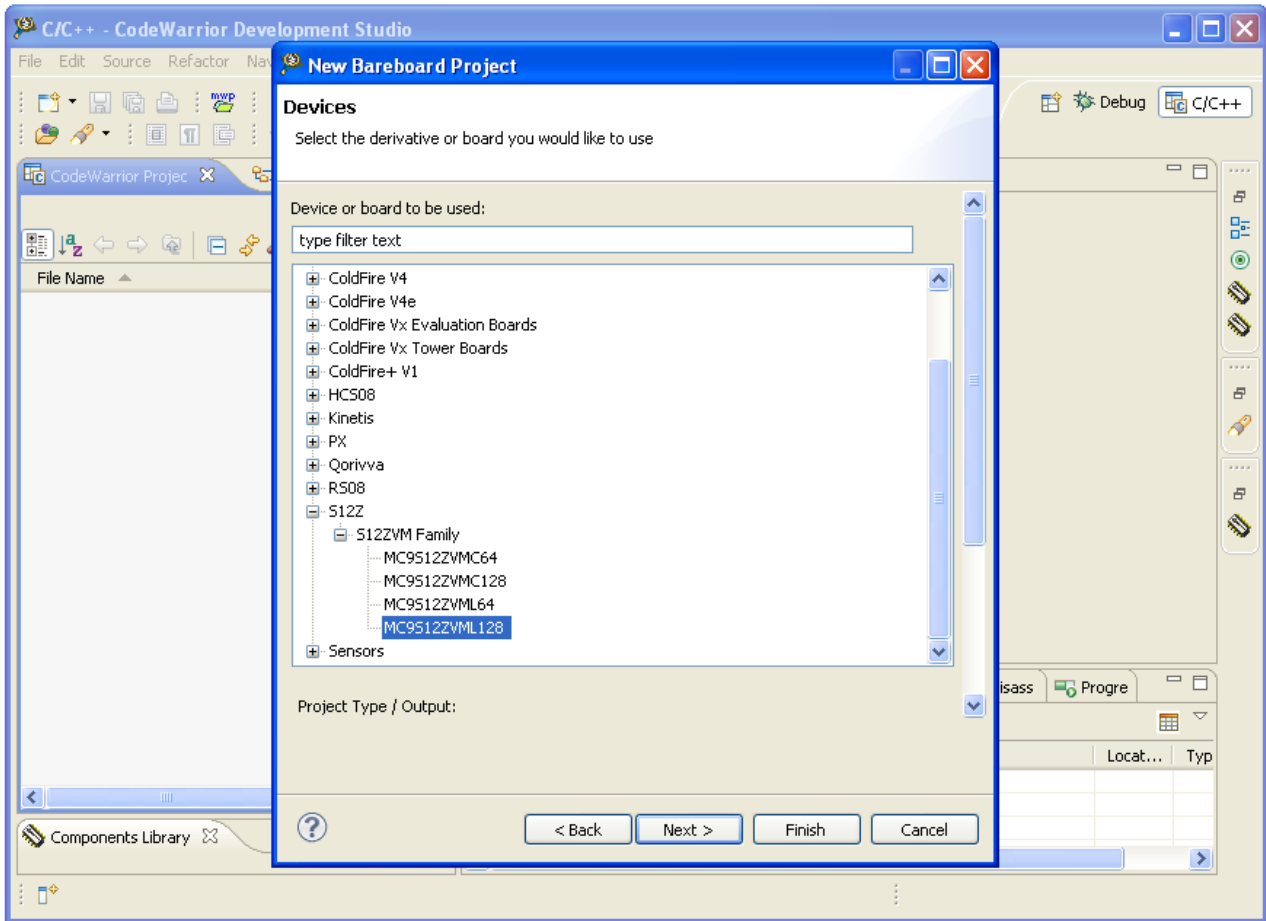 C/C++ - CodeWarrior Development Studio
File Edit Source Refactor Nav
New Bareboard Project
Devices
Select the derivative or board you would like to use
Debug
C/C++
CodeWarrior Projec
File Name
Device or board to be used:
type filter text
ColdFire V4
ColdFire V4e
ColdFire Vx Evaluation Boards
ColdFire Vx Tower Boards
ColdFire+ V1
HCS08
Kinetis
PX
Qorivva
RS08
S12Z
S12ZVM Family
MC9S12ZVMC64
MC9S12ZVMC128
MC9S12ZVML64
MC9S12ZVML128
Sensors
Project Type / Output:
isass
Progre
Locat... Typ
Components Library
< Back Next > Finish Cancel